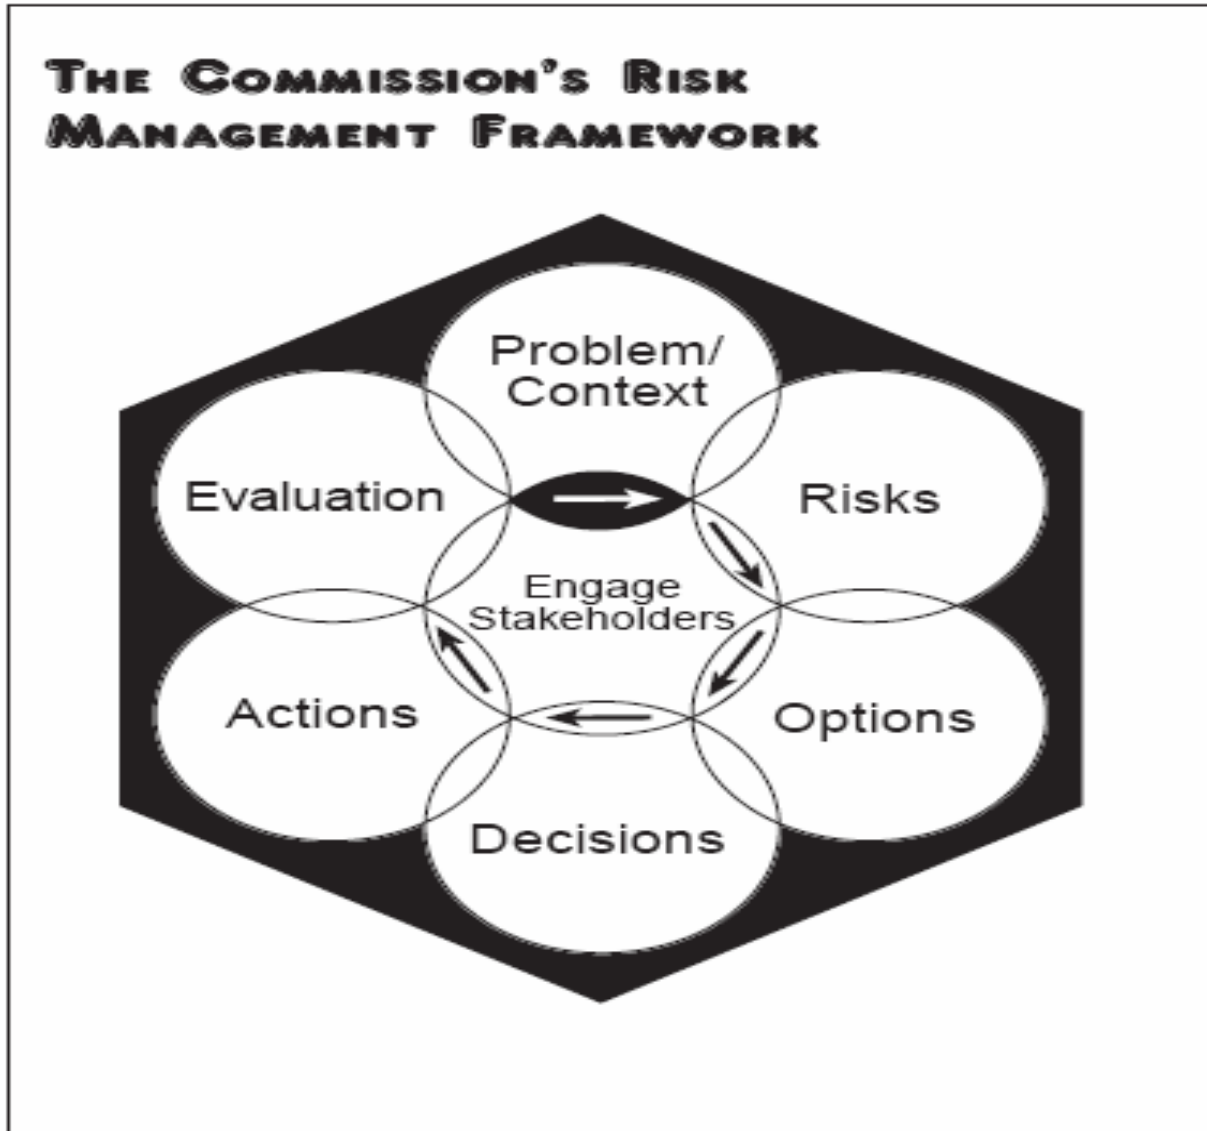 The Commission's Risk
Management Framework
Problem/
Context
Risks
Options
Decisions
Actions
Evaluation
Engage
Stakeholders